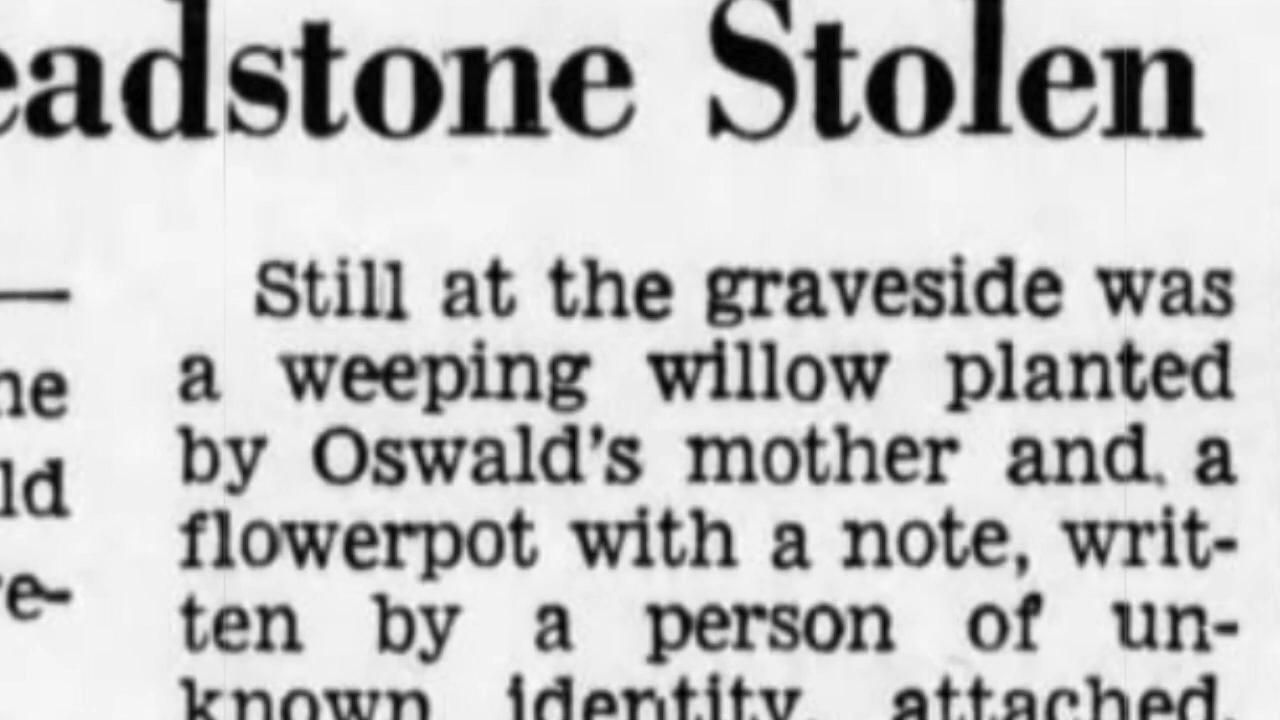 eadstone Stolen
he
ld
re-
Still at the graveside was
a weeping willow planted
by Oswald's mother and a
flowerpot with a note, writ-
ten by a person of un-
known identity, attached.